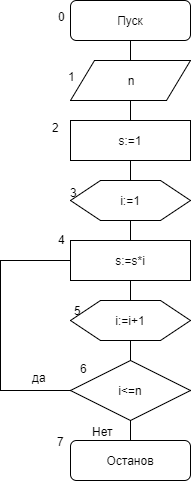 0
Пуск
1
n
2
s:=1
3
i:=1
4
s:=s*i
5
i:=i+1
6
i<=n
да
Нет
7
Останов